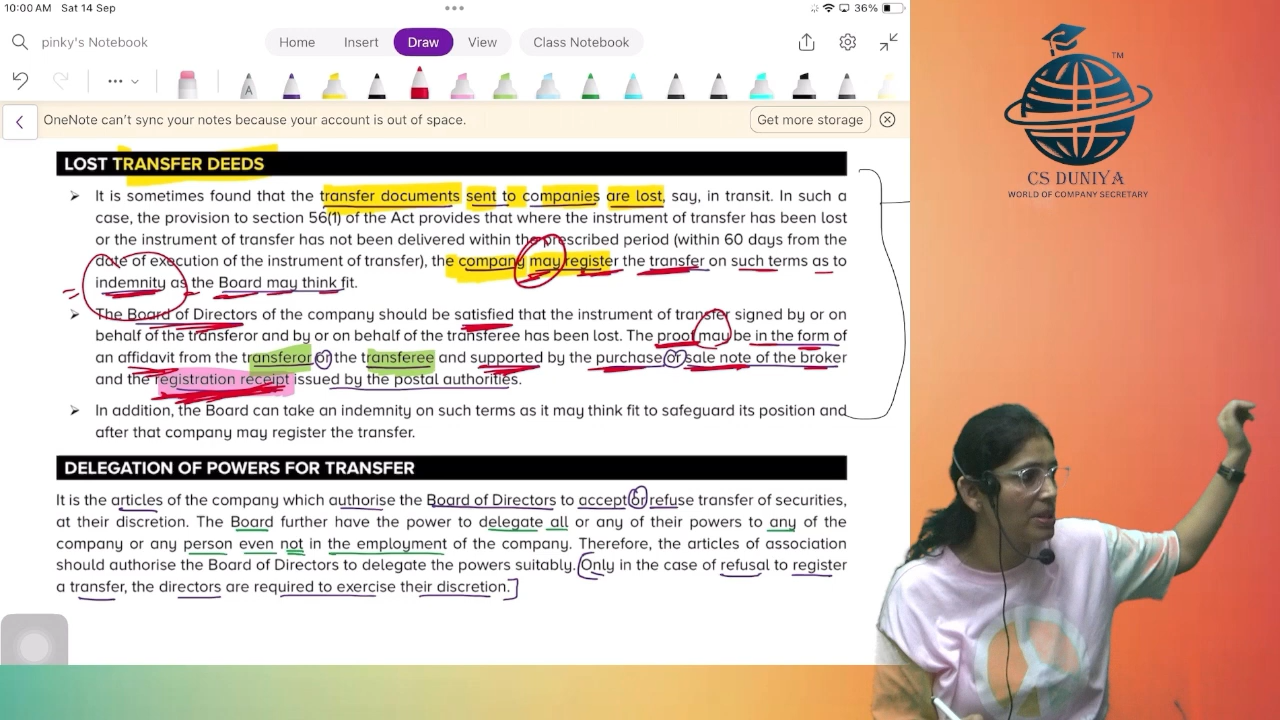 10:00 AM Sat 14 Sep
36%
pinky's Notebook
Home Insert Draw View Class Notebook
A
OneNote can't sync your notes because your account is out of space.
Get more storage
LOST TRANSFER DEEDS
It is sometimes found that the transfer documents sent to companies are lost, say, in transit. In such a
case, the provision to section 56(1) of the Act provides that where the instrument of transfer has been lost
or the instrument of transfer has not been delivered within the prescribed period (within 60 days from the
date of execution of the instrument of transfer), the company may register the transfer on such terms as to
indemnity as the Board may think fit.
The Board of Directors of the company should be satisfied that the instrument of transfer signed by or on
behalf of the transferor and by or on behalf of the transferee has been lost. The proof may be in the form of
an affidavit from the transferor or the transferee and supported by the purchase or sale note of the broker
and the registration receipt issued by the postal authorities.
In addition, the Board can take an indemnity on such terms as it may think fit to safeguard its position and
after that company may register the transfer.
DELEGATION OF POWERS FOR TRANSFER
It is the articles of the company which authorise the Board of Directors to accept or refuse transfer of securities,
at their discretion. The Board further have the power to delegate all or any of their powers to any of the
company or any person even not in the employment of the company. Therefore, the articles of association
should authorise the Board of Directors to delegate the powers suitably. Only in the case of refusal to register
a transfer, the directors are required to exercise their discretion.
TM
CS DUNIYA
WORLD OF COMPANY SECRETARY